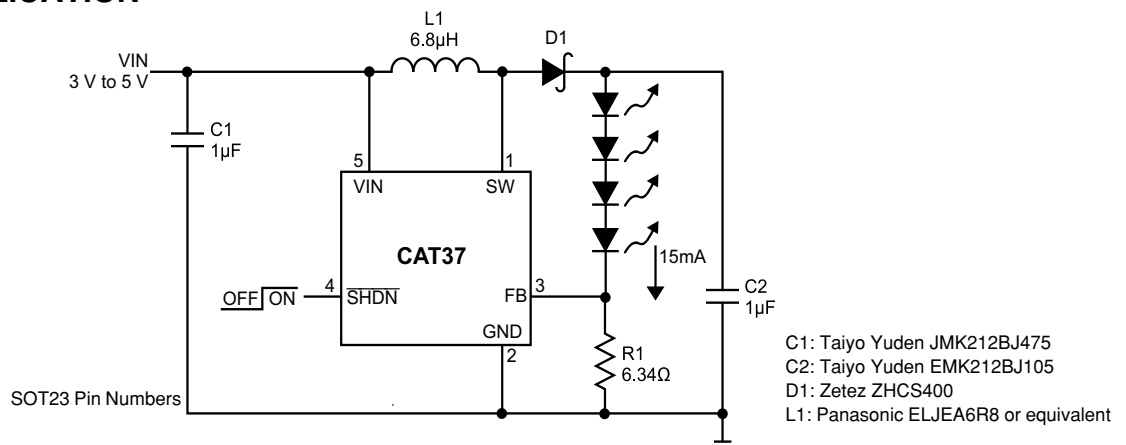 L1
6.8µH
D1
VIN
3 V to 5 V
C1
1µF
5
1
VIN
SW
CAT37
15mA
OFF ON
4
SHDN
FB
3
C2
1µF
GND
2
R1
6.34Ω
SOT23 Pin Numbers
C1: Taiyo Yuden JMK212BJ475
C2: Taiyo Yuden EMK212BJ105
D1: Zetez ZHCS400
L1: Panasonic ELJEA6R8 or equivalent